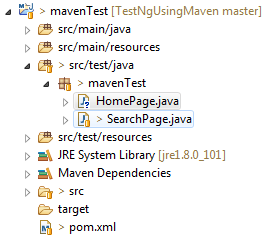 > mavenTest [TestNgUsingMaven master]
src/main/java
src/main/resources
> src/test/java
> mavenTest
HomePage.java
> SearchPage.java
src/test/resources
JRE System Library [jre1.8.0_101]
Maven Dependencies
> src
target
> pom.xml